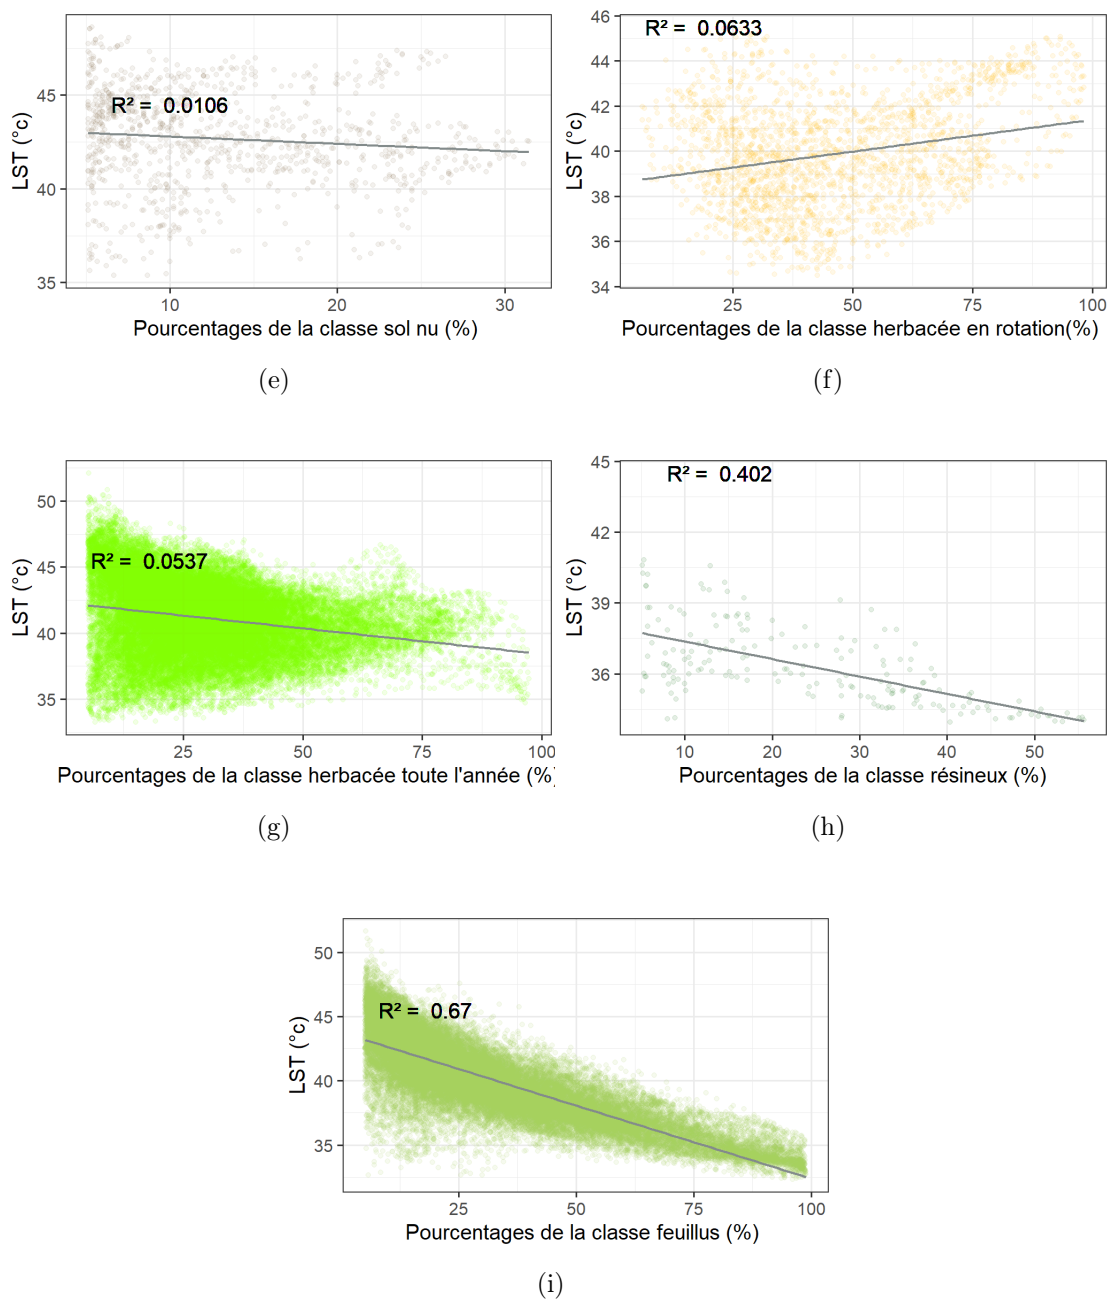 R² = 0.0106
LST (°c)
45
40
35
10 20 30
Pourcentages de la classe sol nu (%)
(e)
R² = 0.0633
LST (°c)
46
44
42
40
38
36
34
25 50 75 100
Pourcentages de la classe herbacée en rotation(%)
(f)
R² = 0.0537
LST (°c)
50
45
40
35
25 50 75 100
Pourcentages de la classe herbacée toute l'année (%)
(g)
R² = 0.402
LST (°c)
45
42
39
36
10 20 30 40 50
Pourcentages de la classe résineux (%)
(h)
R² = 0.67
LST (°c)
50
45
40
35
25 50 75 100
Pourcentages de la classe feuillus (%)
(i)